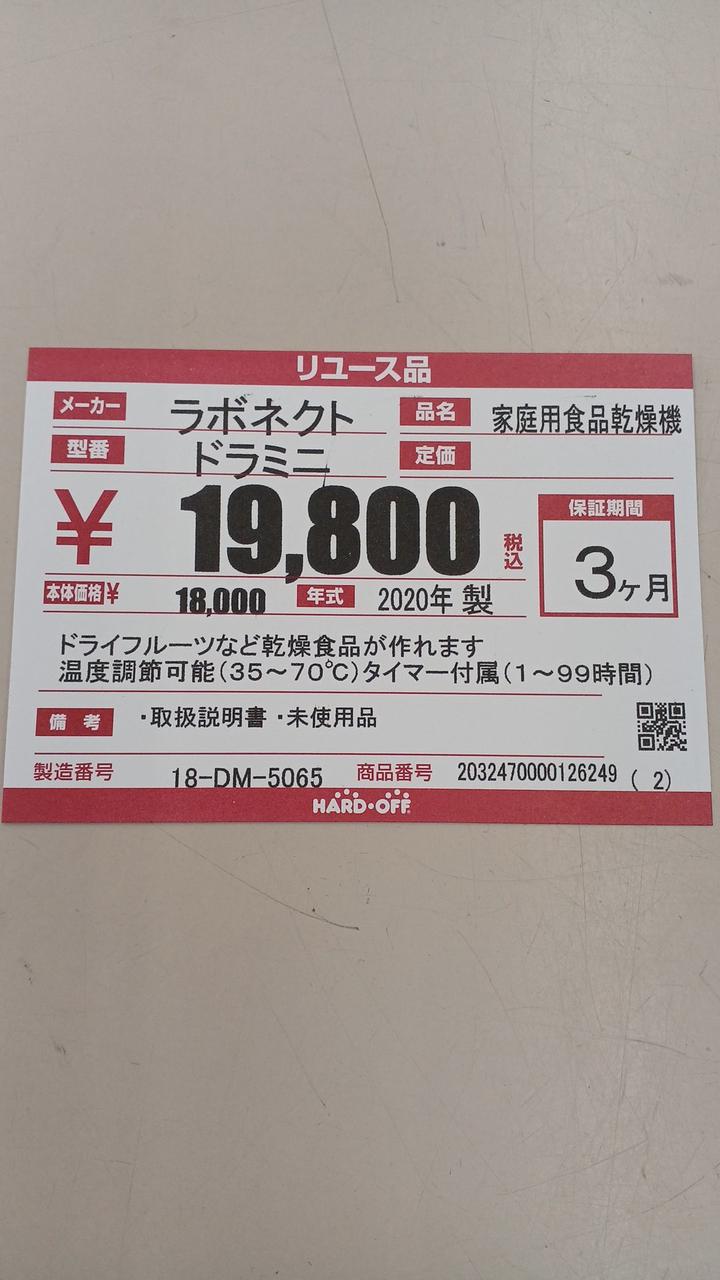 リユース品
メーカー ラボネクト 品名 家庭用食品乾燥機
型番 ドラミニ 定価
¥ 19,800 税込 保証期間
3ヶ月
本体価格¥ 18,000 年式 2020年 製
ドライフルーツなど乾燥食品が作れます
温度調節可能(35～70℃)タイマー付属(1～99時間)
備考 ・取扱説明書 ・未使用品
製造番号 18-DM-5065 商品番号 2032470000126249 ( 2)
HARD・OFF